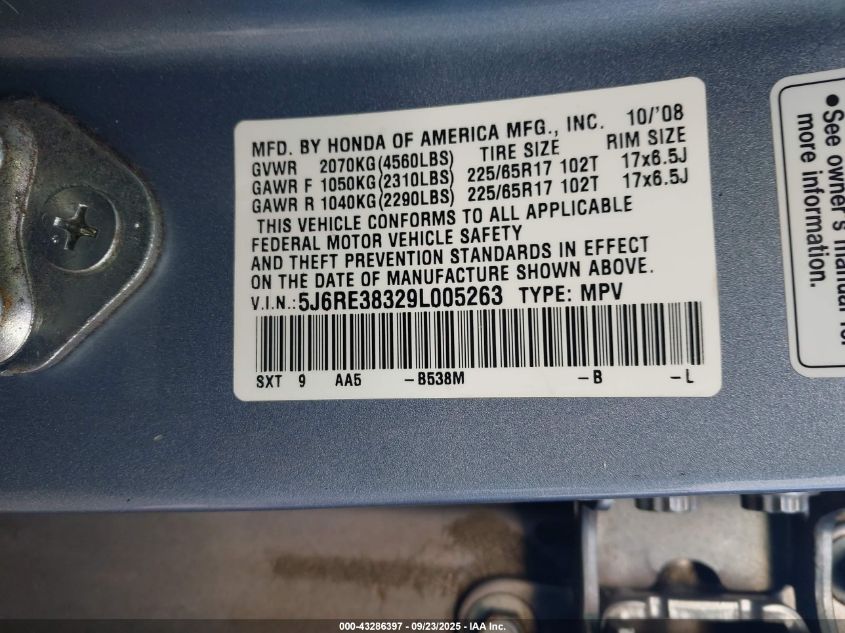 MFD. BY HONDA OF AMERICA MFG., INC. 10/'08
GVWR 2070KG(4560LBS) TIRE SIZE RIM SIZE
GAWR F 1050KG(2310LBS) 225/65R17 102T 17x6.5J
GAWR R 1040KG(2290LBS) 225/65R17 102T 17x6.5J
THIS VEHICLE CONFORMS TO ALL APPLICABLE
FEDERAL MOTOR VEHICLE SAFETY
AND THEFT PREVENTION STANDARDS IN EFFECT
ON THE DATE OF MANUFACTURE SHOWN ABOVE.
V.I.N.: 5J6RE38329L005263 TYPE: MPV
SXT 9 AA5 -B538M -B -L
•See owner's manual for
more information.
000-43286397 - 09/23/2025 - IAA Inc.